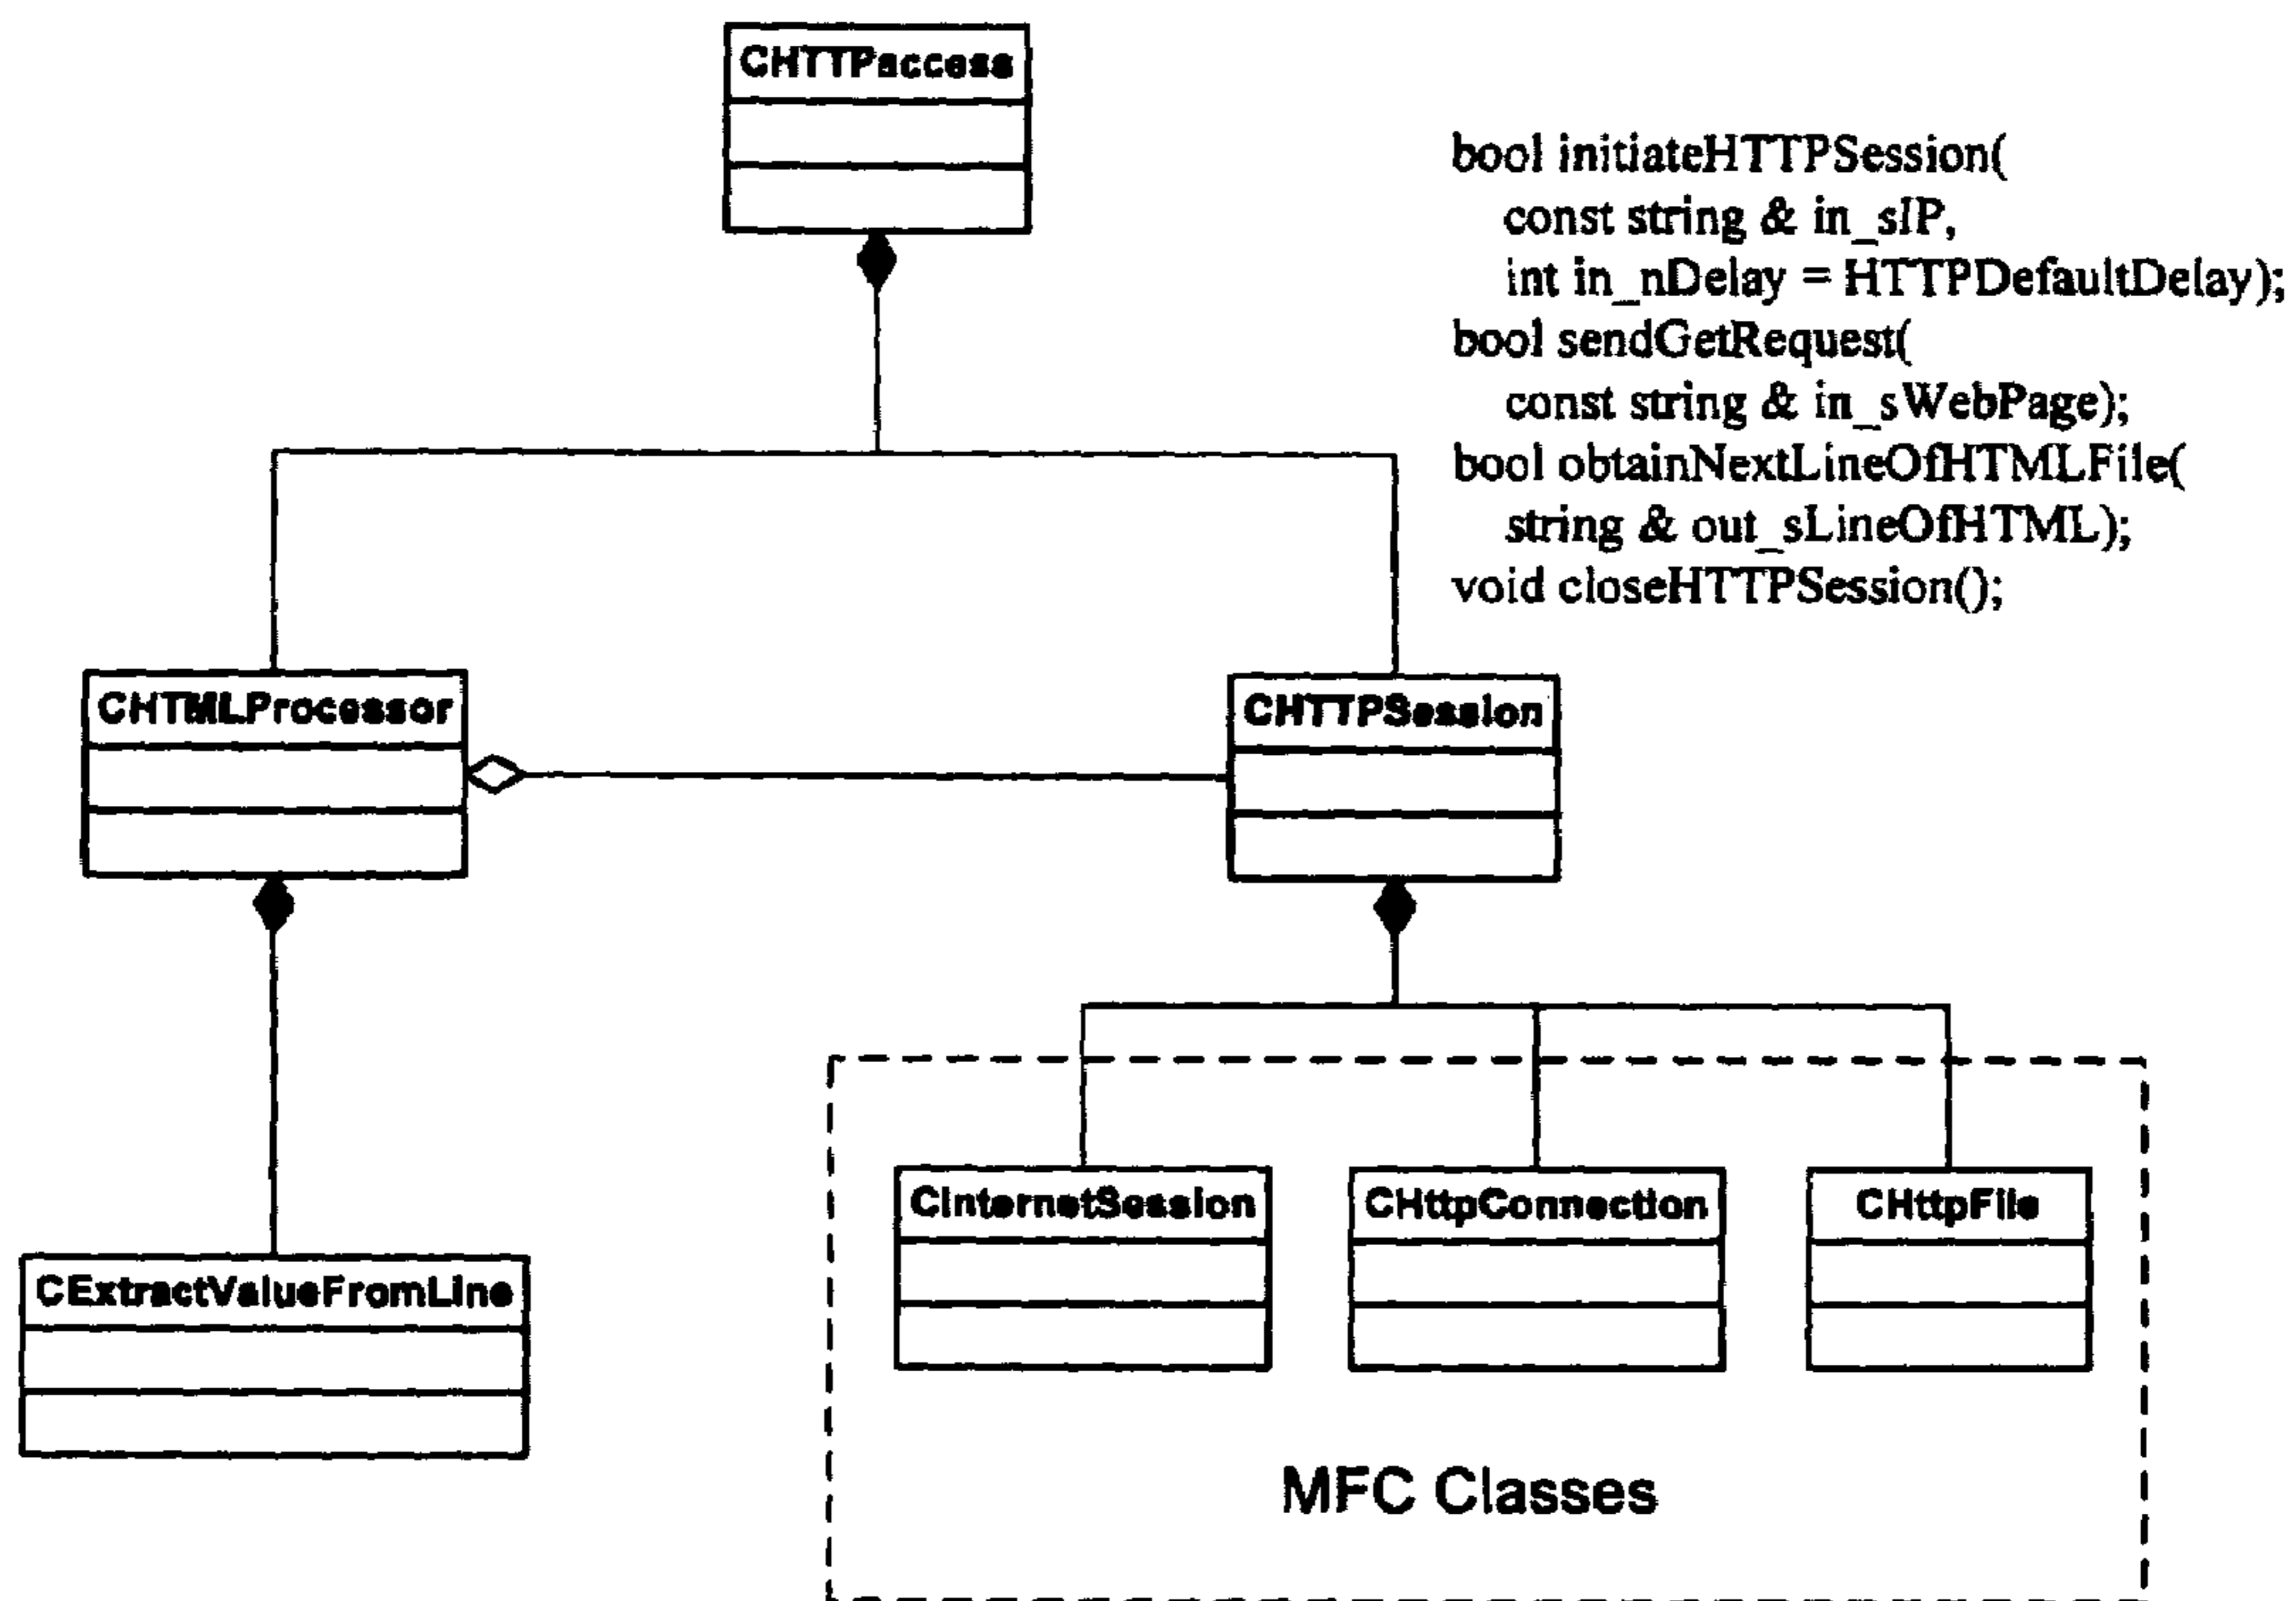 CHTTPaccess
bool initiateHTTPSession(
const string & in_sIP,
int in_nDelay = HTTPDefaultDelay);
bool sendGetRequest(
const string & in_sWebPage);
bool obtainNextLineOfHTMLFile(
string & out_sLineOfHTML);
void closeHTTPSession();
CHTMLProcessor
CHTTPSession
CInternetSession
CHttpConnection
CHttpFile
CExtractValueFromLine
MFC Classes